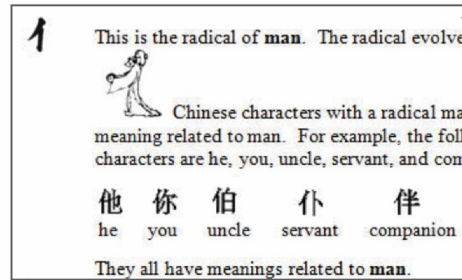 亻
This is the radical of man. The radical evolve
Chinese characters with a radical ma
meaning related to man. For example, the foll
characters are he, you, uncle, servant, and com
他 你 伯 仆 伴
he you uncle servant companion
They all have meanings related to man.